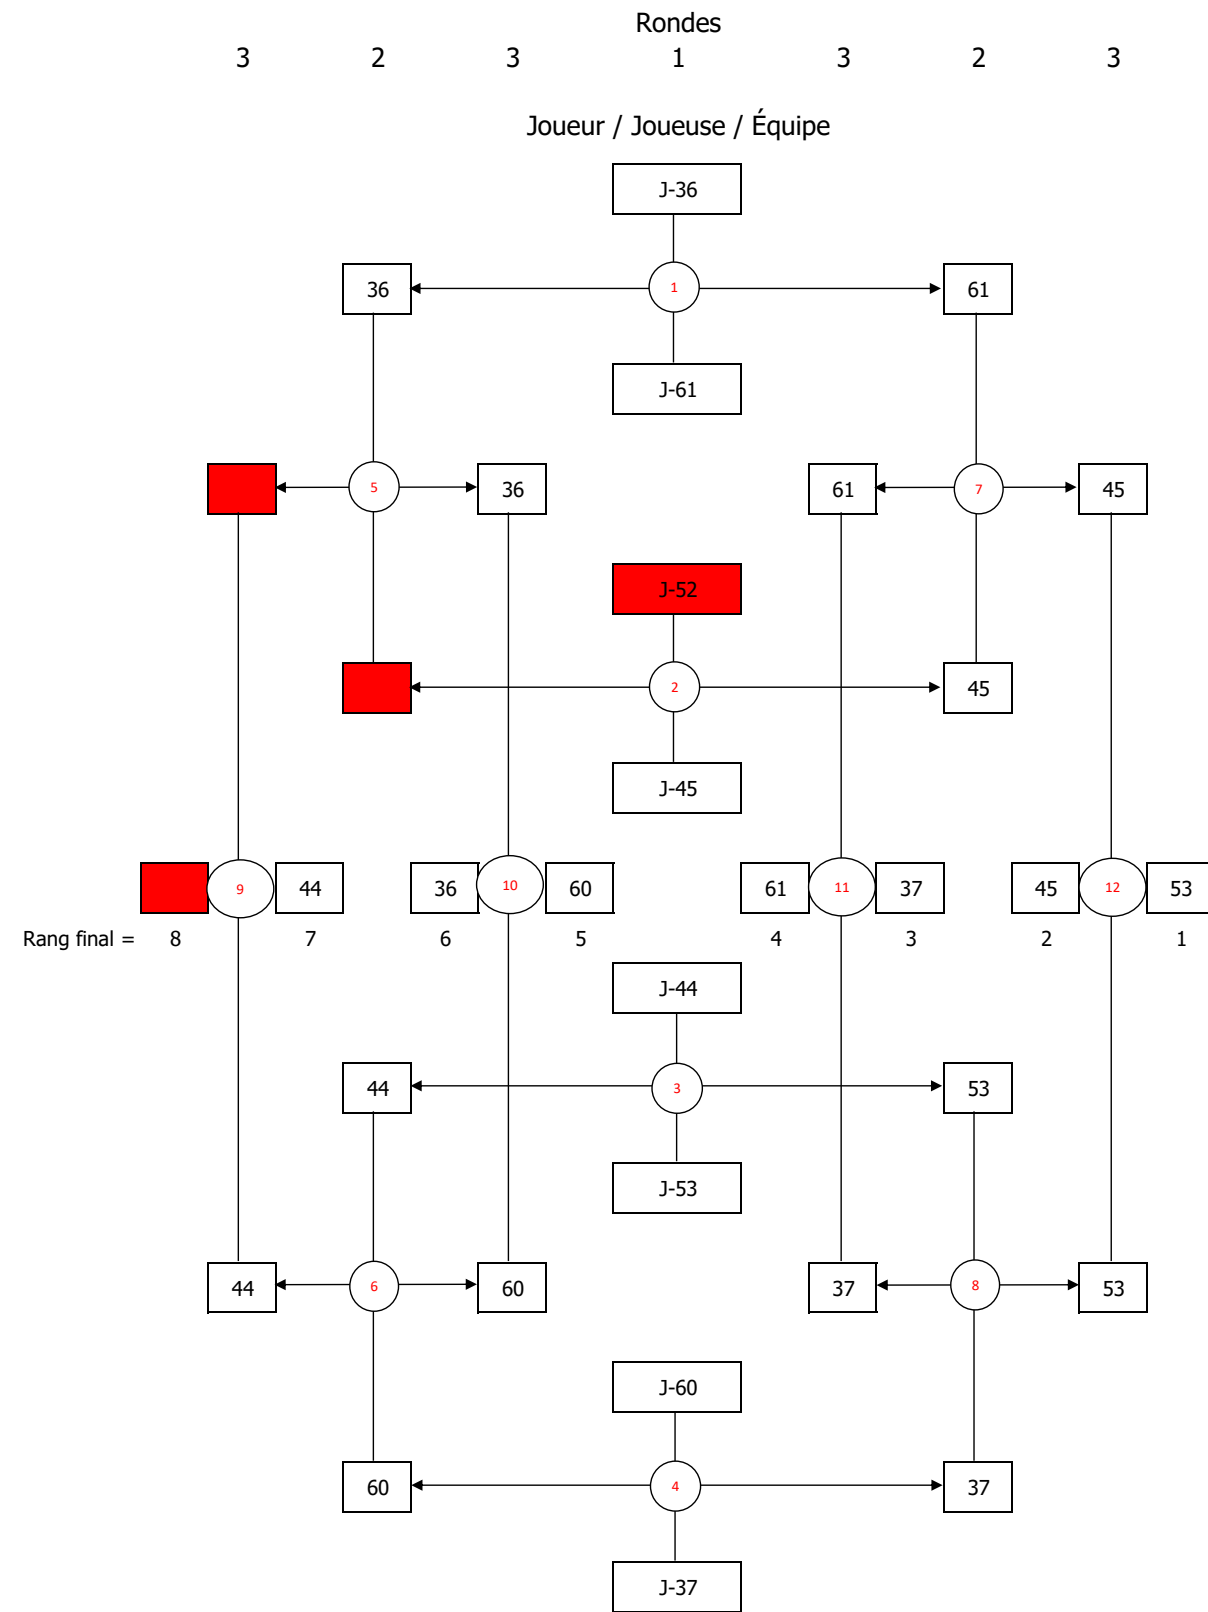 Rondes
3 2 3 1 3 2 3
Joueur / Joueuse / Équipe
J-36
36 1 61
J-61
5 36 61 7 45
J-52
2 45
J-45
9 44 36 10 60 61 11 37 45 12 53
Rang final = 8 7 6 5 4 3 2 1
J-44
44 3 53
J-53
44 6 60 37 8 53
J-60
60 4 37
J-37